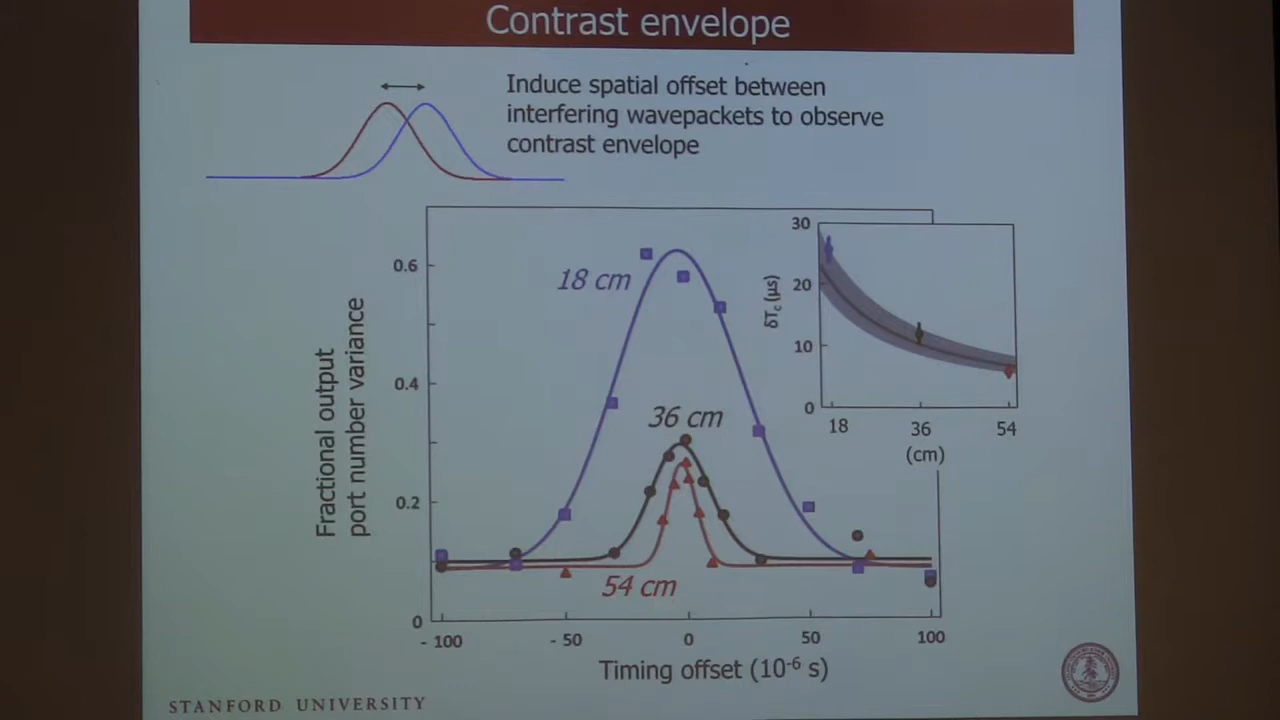 Contrast envelope
Induce spatial offset between
interfering wavepackets to observe
contrast envelope
Fractional output
port number variance
0.6
0.4
0.2
0
18 cm
36 cm
54 cm
- 100
- 50
0
50
100
Timing offset (10⁻⁶ s)
δTc (µs)
30
20
10
0
18
36
54
(cm)
STANFORD UNIVERSITY